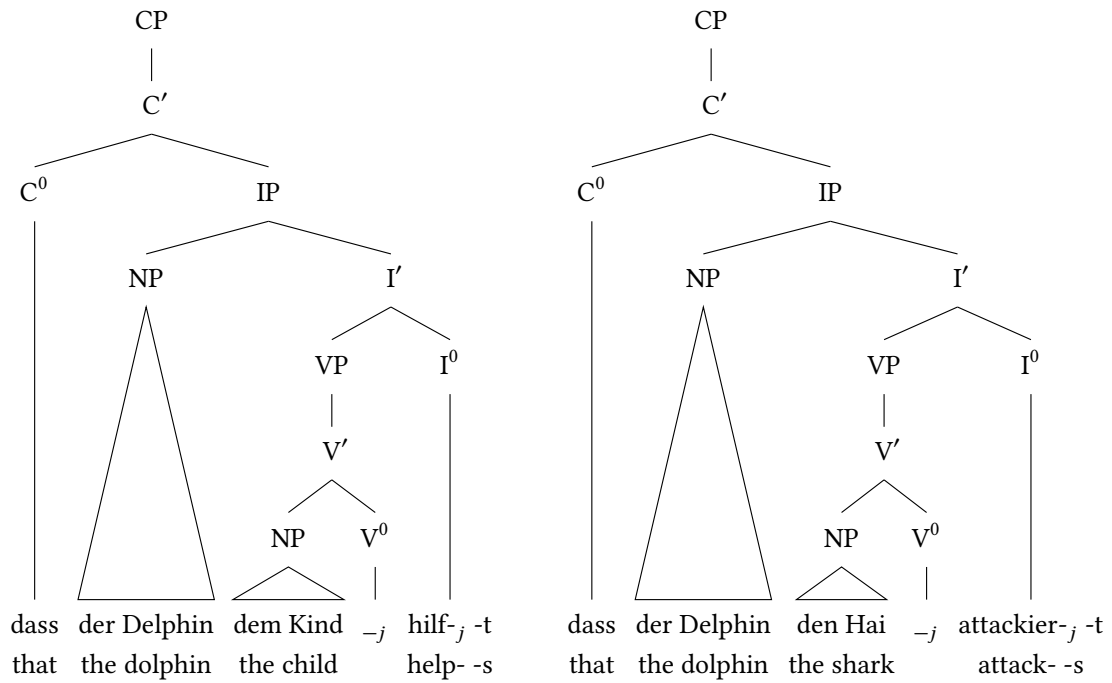 CP CP
C′ C′
C⁰ IP C⁰ IP
NP I′ NP I′
VP I⁰ VP I⁰
V′ V′
NP V⁰ NP V⁰
dass der Delphin dem Kind _j hilf-_j -t dass der Delphin den Hai _j attackier-_j -t
that the dolphin the child help- -s that the dolphin the shark attack- -s